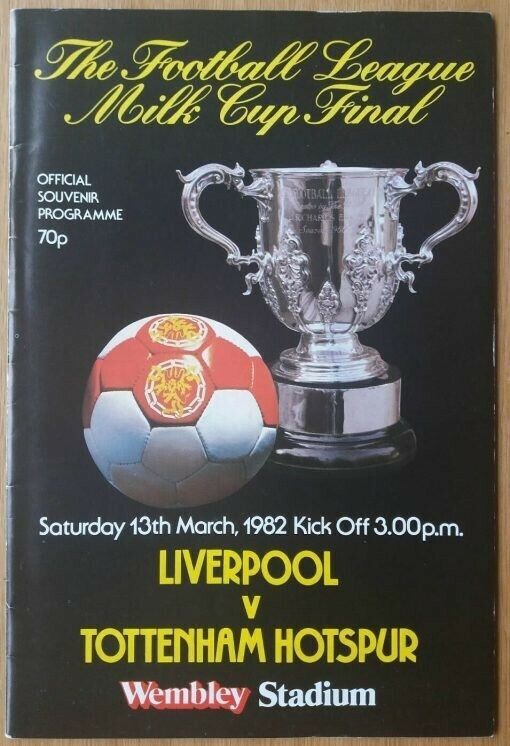 The Football League
Milk Cup Final
OFFICIAL
SOUVENIR
PROGRAMME
70p
FOOTBALL
Saturday 13th March, 1982 Kick Off 3.00p.m.
LIVERPOOL
v
TOTTENHAM HOTSPUR
Wembley Stadium